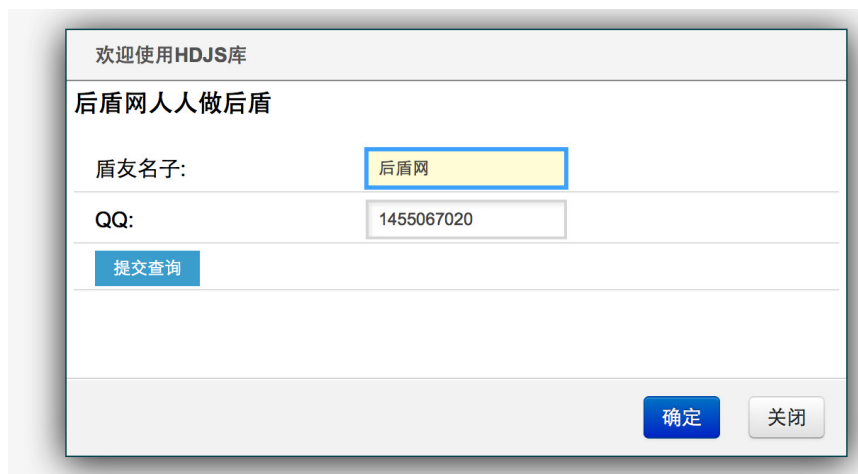 欢迎使用HDJS库
后盾网人人做后盾
盾友名子: 后盾网
QQ: 1455067020
提交查询
确定 关闭